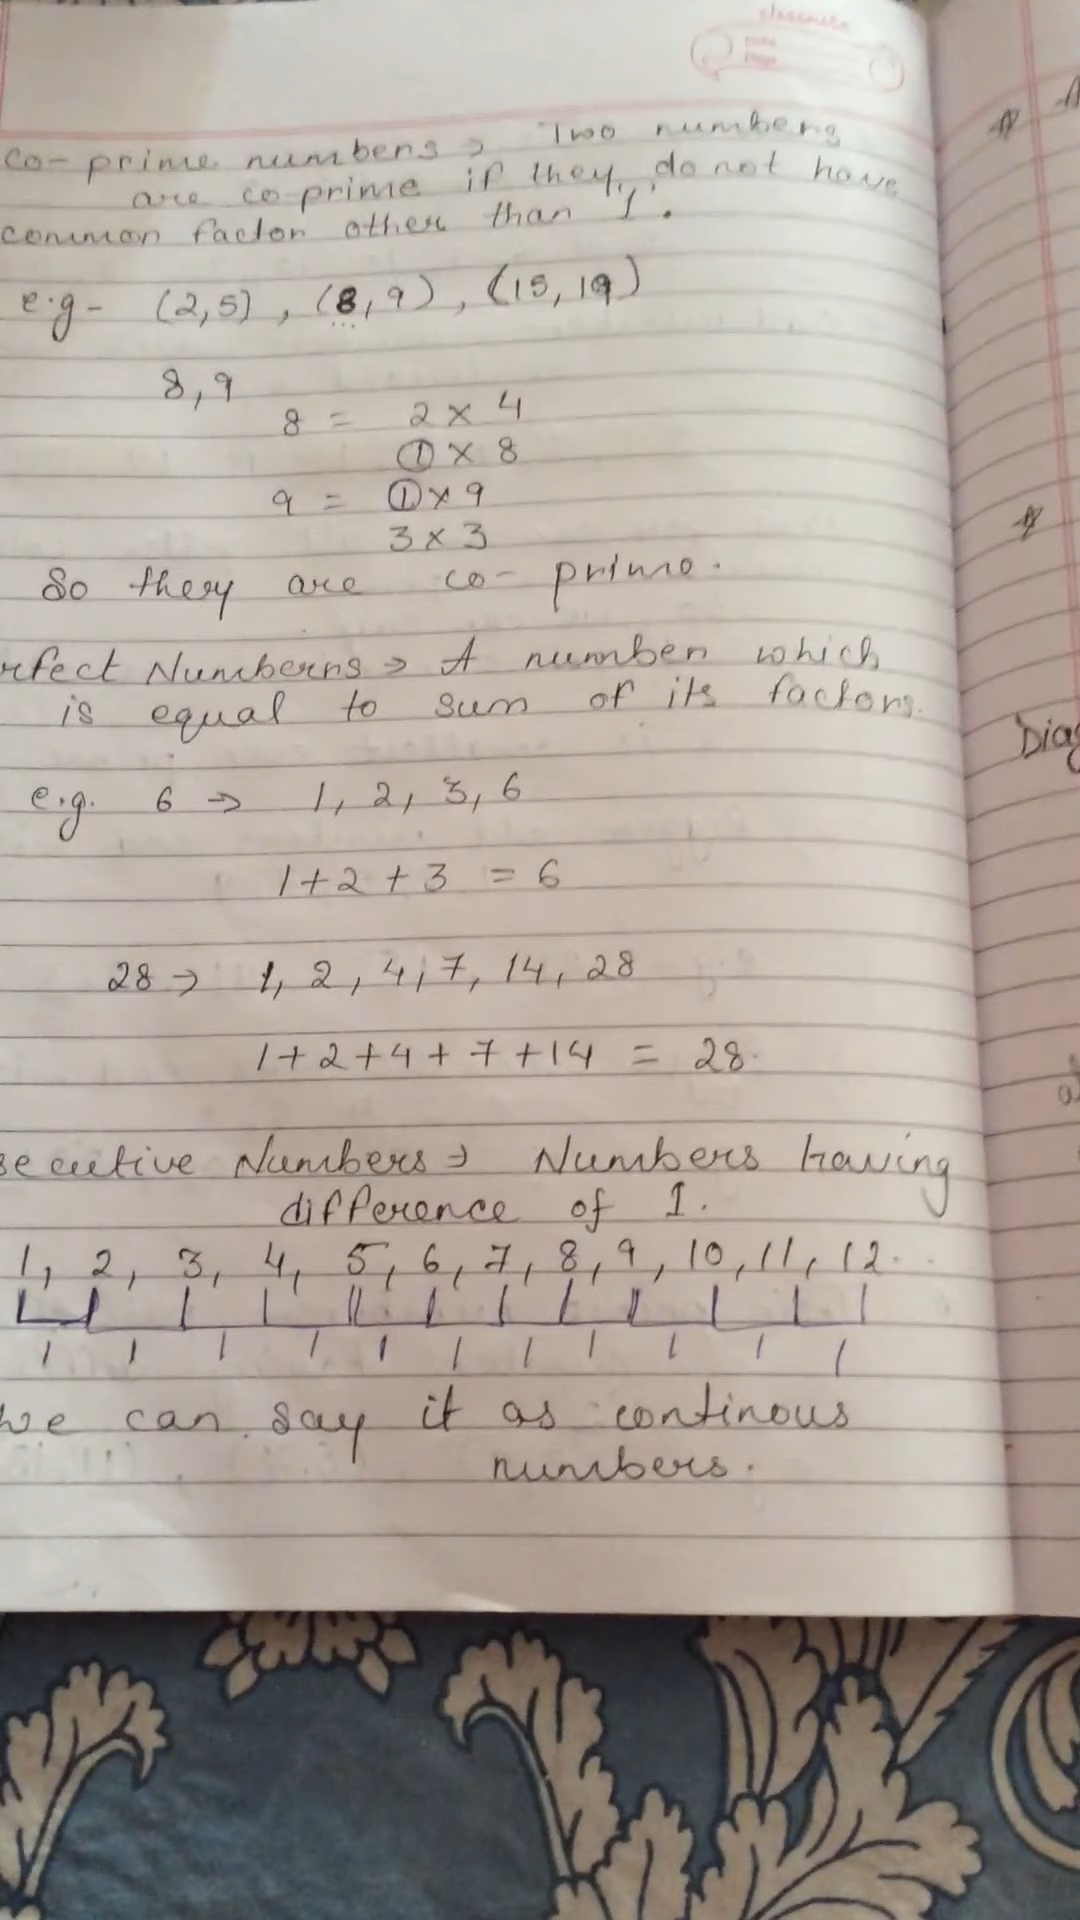 classmate
Date
Page
co-prime numbers → Two numbers
are co prime if they do not have
common factor other than 1.
e.g- (2,5), (8,9), (15,19)
8,9
8 = 2 × 4
① × 8
9 = ① × 9
3 × 3
So they are co- prime.
rfect Numbers → A number which
is equal to sum of its factors.
e.g. 6 → 1, 2, 3, 6
1+2+3 = 6
28 → 1, 2, 4, 7, 14, 28
1+2+4+7+14 = 28.
secutive Numbers → Numbers having
difference of 1.
1, 2, 3, 4, 5, 6, 7, 8, 9, 10, 11, 12..
1 1 1 1 1 1 1 1 1 1 1
we can say it as continous
numbers.
Diag